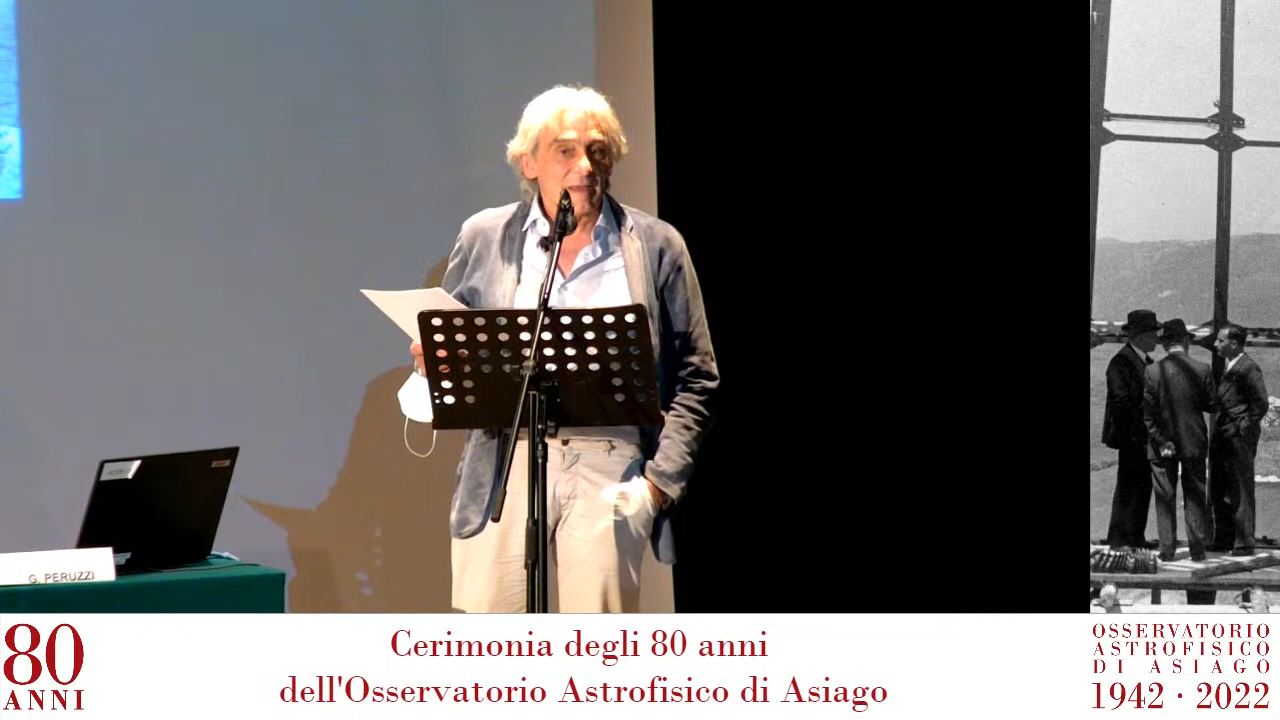 G. PERUZZI
80
ANNI
Cerimonia degli 80 anni
dell'Osservatorio Astrofisico di Asiago
OSSERVATORIO
ASTROFISICO
DI ASIAGO
1942 · 2022